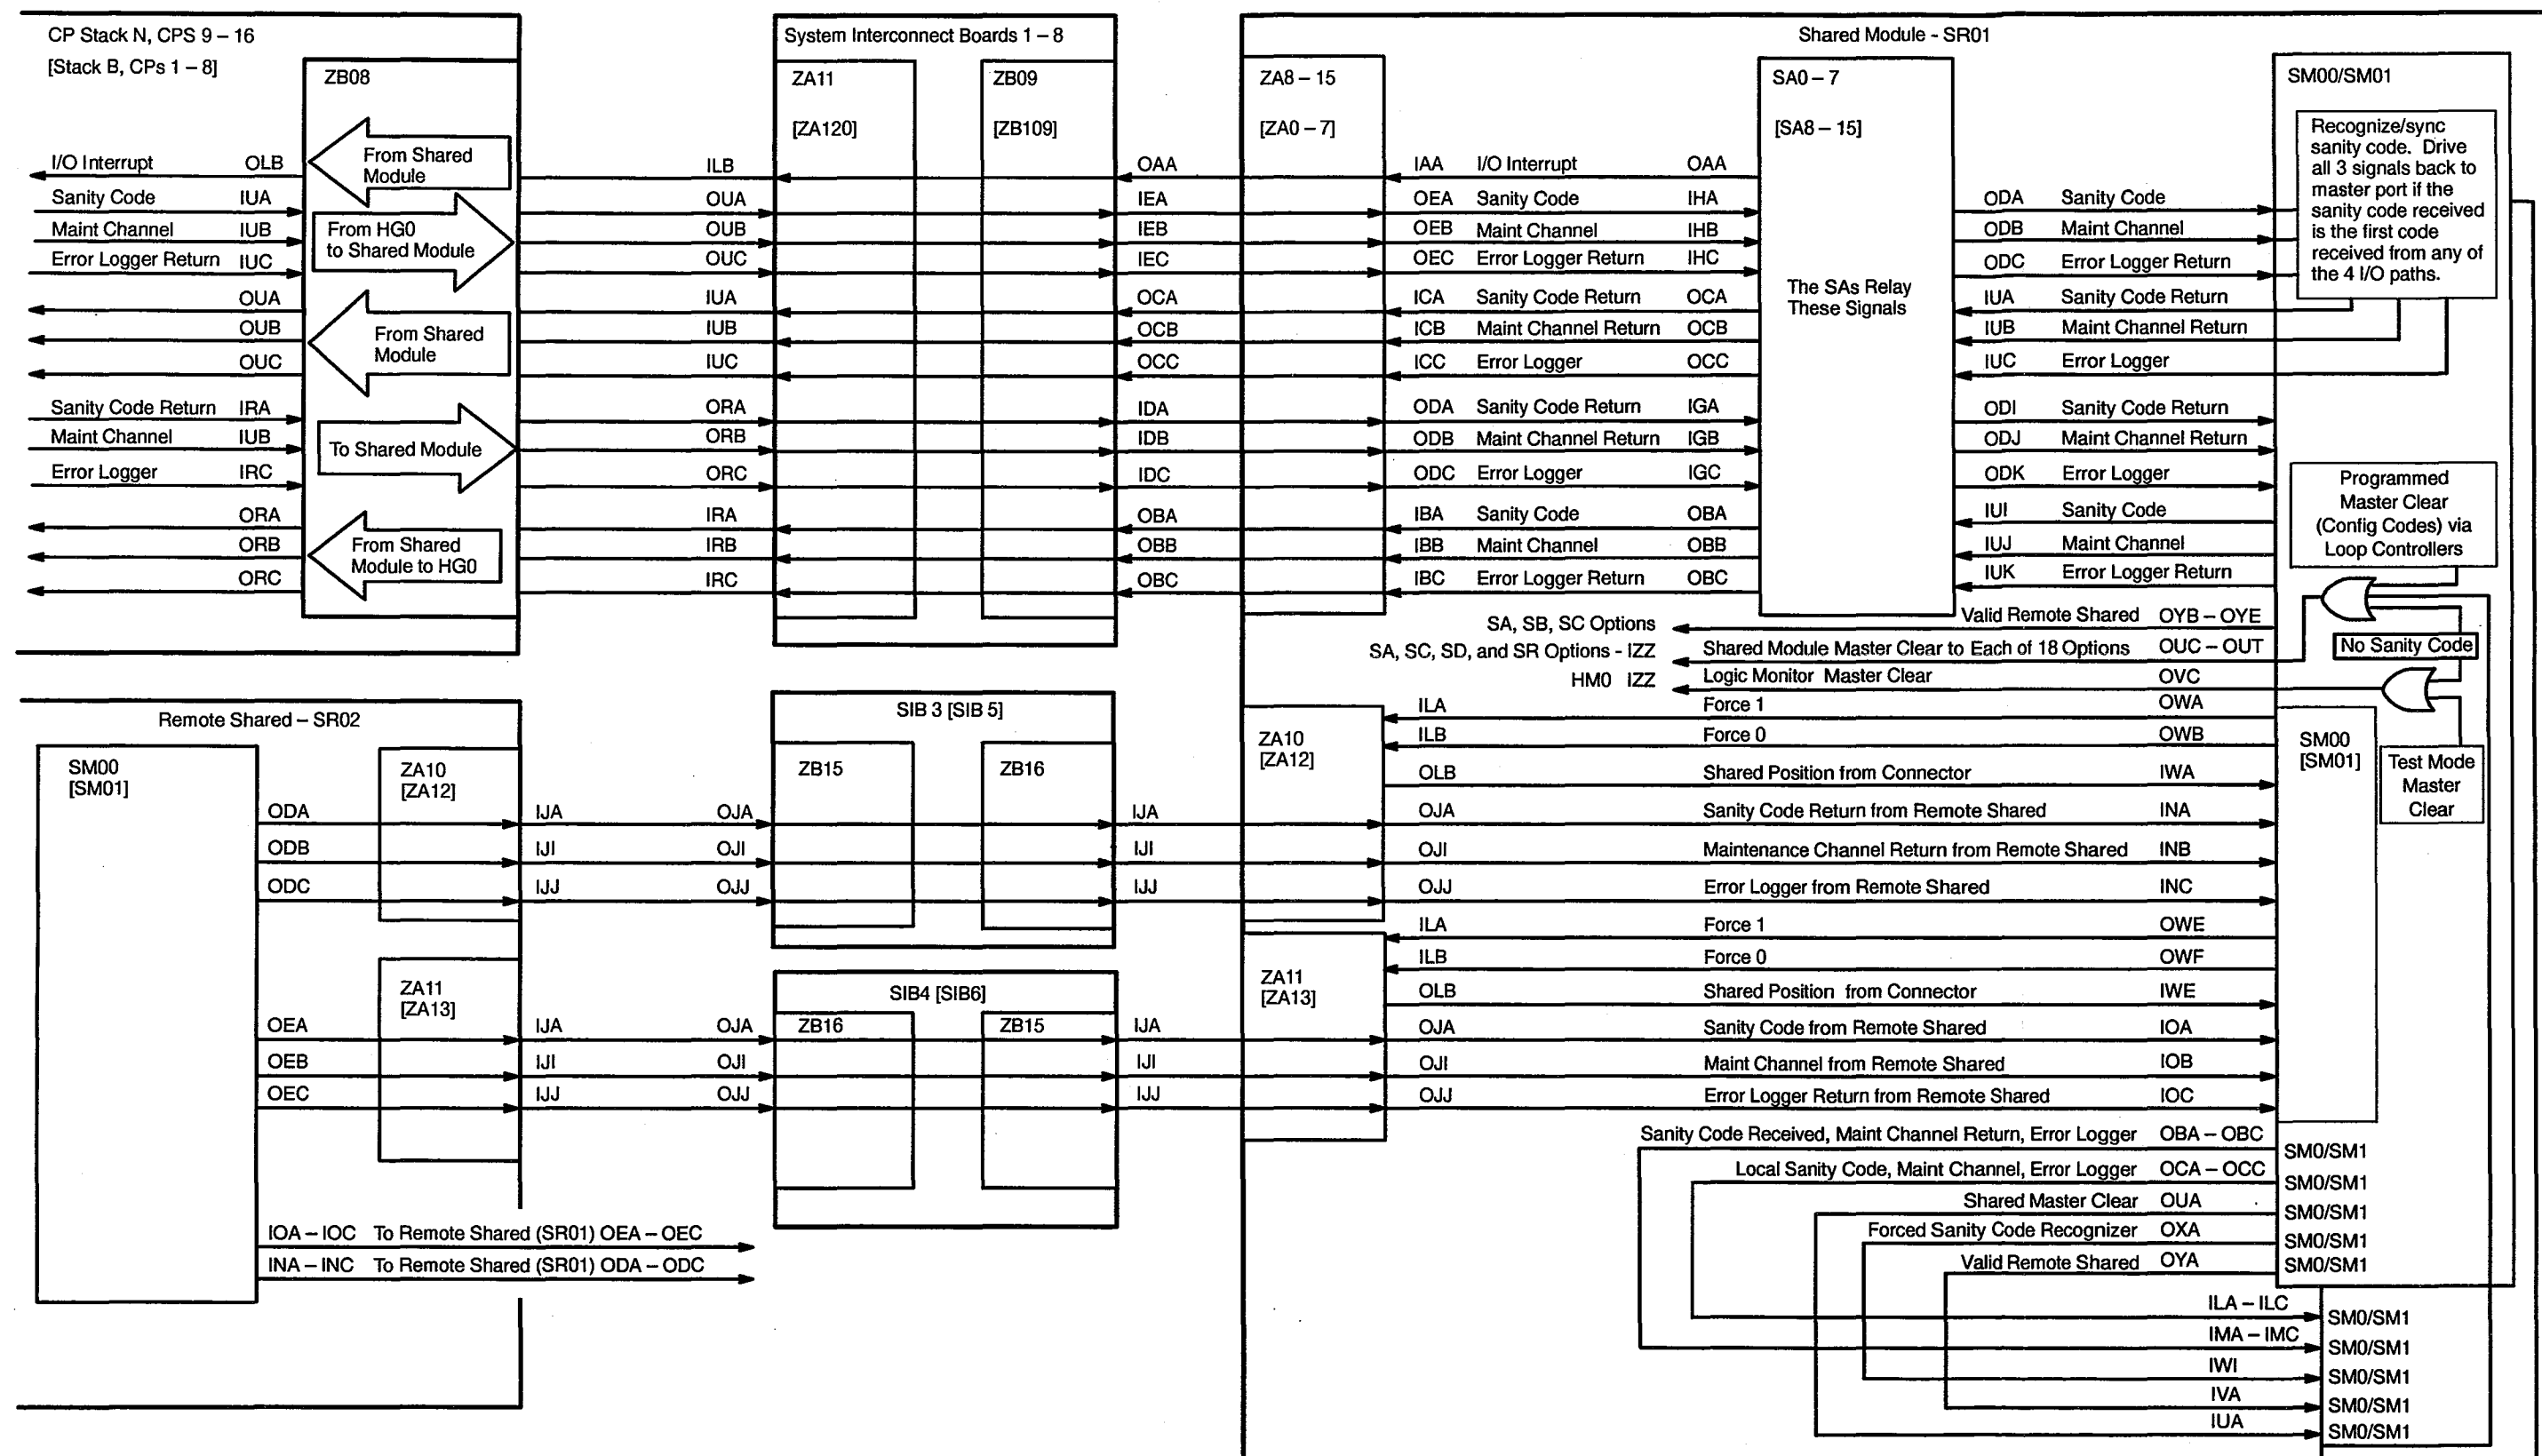 CP Stack N, CPS 9 – 16
[Stack B, CPs 1 – 8]
ZB08
System Interconnect Boards 1 – 8
ZA11
[ZA120]
ZB09
[ZB109]
Shared Module - SR01
ZA8 – 15
[ZA0 – 7]
SA0 – 7
[SA8 – 15]
SM00/SM01
Recognize/sync
sanity code. Drive
all 3 signals back to
master port if the
sanity code received
is the first code
received from any of
the 4 I/O paths.
From Shared
Module
From HG0
to Shared Module
From Shared
Module
To Shared Module
From Shared
Module to HG0
The SAs Relay
These Signals
I/O Interrupt OLB ILB OAA IAA I/O Interrupt OAA
Sanity Code IUA OUA IEA OEA Sanity Code IHA ODA Sanity Code
Maint Channel IUB OUB IEB OEB Maint Channel IHB ODB Maint Channel
Error Logger Return IUC OUC IEC OEC Error Logger Return IHC ODC Error Logger Return
OUA IUA OCA ICA Sanity Code Return OCA IUA Sanity Code Return
OUB IUB OCB ICB Maint Channel Return OCB IUB Maint Channel Return
OUC IUC OCC ICC Error Logger OCC IUC Error Logger
Sanity Code Return IRA ORA IDA ODA Sanity Code Return IGA ODI Sanity Code Return
Maint Channel IUB ORB IDB ODB Maint Channel Return IGB ODJ Maint Channel Return
Error Logger IRC ORC IDC ODC Error Logger IGC ODK Error Logger
ORA IRA OBA IBA Sanity Code OBA IUI Sanity Code
ORB IRB OBB IBB Maint Channel OBB IUJ Maint Channel
ORC IRC OBC IBC Error Logger Return OBC IUK Error Logger Return
Programmed
Master Clear
(Config Codes) via
Loop Controllers
No Sanity Code
Test Mode
Master
Clear
SA, SB, SC Options Valid Remote Shared OYB – OYE
SA, SC, SD, and SR Options - IZZ Shared Module Master Clear to Each of 18 Options OUC – OUT
HM0 IZZ Logic Monitor Master Clear OVC
Remote Shared – SR02
SM00
[SM01]
ZA10
[ZA12]
SIB 3 [SIB 5]
ZB15
ZB16
ZA10
[ZA12]
SM00
[SM01]
ILA Force 1 OWA
ILB Force 0 OWB
OLB Shared Position from Connector IWA
ODA IJA OJA IJA OJA Sanity Code Return from Remote Shared INA
ODB IJI OJI IJI OJI Maintenance Channel Return from Remote Shared INB
ODC IJJ OJJ IJJ OJJ Error Logger from Remote Shared INC
ZA11
[ZA13]
SIB4 [SIB6]
ZB16
ZB15
ZA11
[ZA13]
ILA Force 1 OWE
ILB Force 0 OWF
OLB Shared Position from Connector IWE
OEA IJA OJA IJA OJA Sanity Code from Remote Shared IOA
OEB IJI OJI IJI OJI Maint Channel from Remote Shared IOB
OEC IJJ OJJ IJJ OJJ Error Logger Return from Remote Shared IOC
IOA – IOC To Remote Shared (SR01) OEA – OEC
INA – INC To Remote Shared (SR01) ODA – ODC
Sanity Code Received, Maint Channel Return, Error Logger OBA – OBC SM0/SM1
Local Sanity Code, Maint Channel, Error Logger OCA – OCC SM0/SM1
Shared Master Clear OUA SM0/SM1
Forced Sanity Code Recognizer OXA SM0/SM1
Valid Remote Shared OYA SM0/SM1
ILA – ILC SM0/SM1
IMA – IMC SM0/SM1
IWI SM0/SM1
IVA SM0/SM1
IUA SM0/SM1